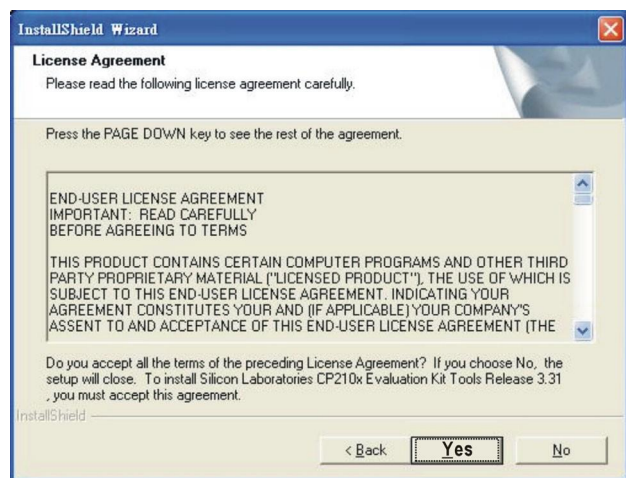 InstallShield Wizard
License Agreement
Please read the following license agreement carefully.
Press the PAGE DOWN key to see the rest of the agreement.
END-USER LICENSE AGREEMENT
IMPORTANT: READ CAREFULLY
BEFORE AGREEING TO TERMS
THIS PRODUCT CONTAINS CERTAIN COMPUTER PROGRAMS AND OTHER THIRD
PARTY PROPRIETARY MATERIAL ("LICENSED PRODUCT"), THE USE OF WHICH IS
SUBJECT TO THIS END-USER LICENSE AGREEMENT. INDICATING YOUR
AGREEMENT CONSTITUTES YOUR AND (IF APPLICABLE) YOUR COMPANY'S
ASSENT TO AND ACCEPTANCE OF THIS END-USER LICENSE AGREEMENT (THE
Do you accept all the terms of the preceding License Agreement? If you choose No, the
setup will close. To install Silicon Laboratories CP210x Evaluation Kit Tools Release 3.31
, you must accept this agreement.
InstallShield
< Back Yes No